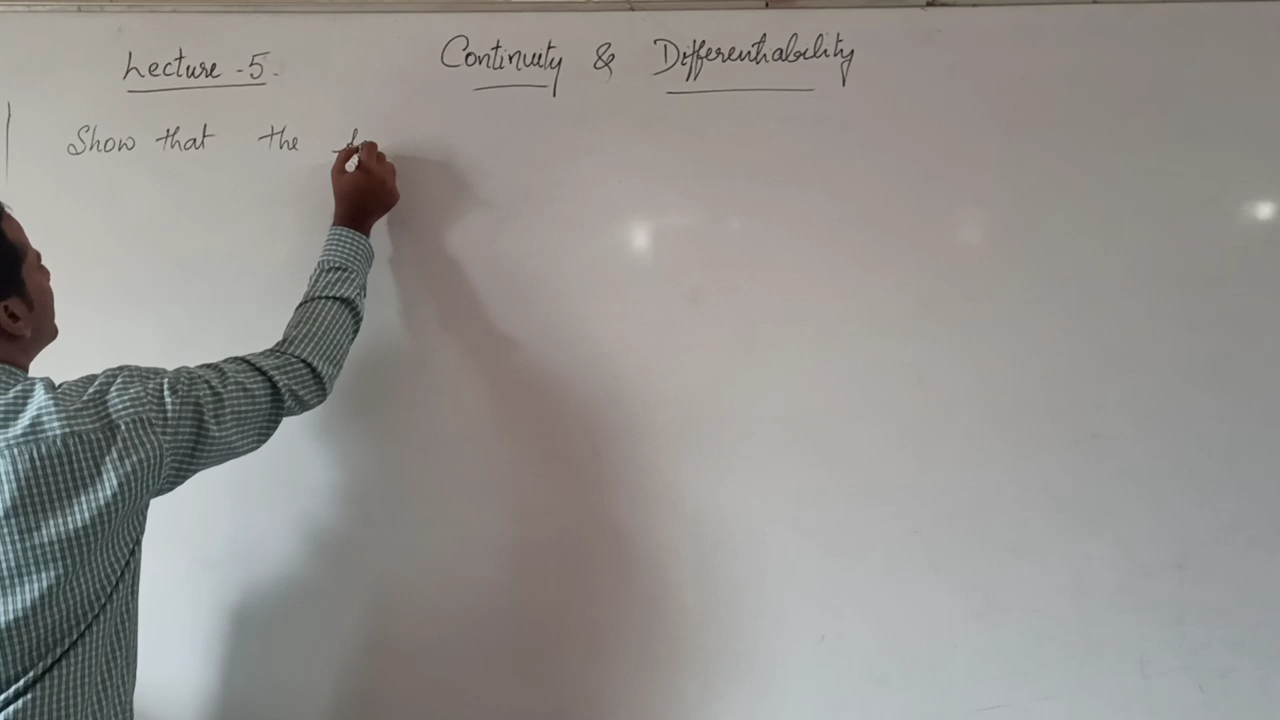 Lecture - 5. Continuity & Differentiability
Show that the